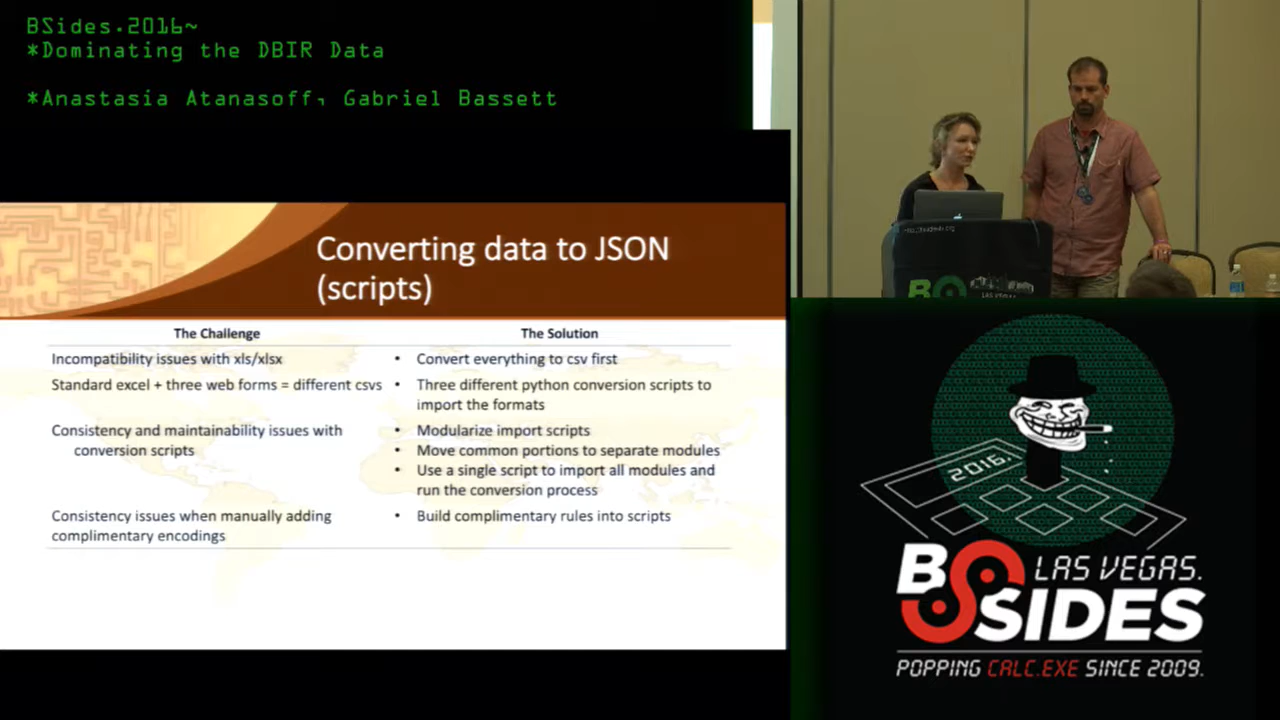 BSides.2016~
*Dominating the DBIR Data
*Anastasia Atanasoff, Gabriel Bassett
Converting data to JSON
(scripts)
The Challenge
The Solution
Incompatibility issues with xls/xlsx
• Convert everything to csv first
Standard excel + three web forms = different csvs
• Three different python conversion scripts to
import the formats
Consistency and maintainability issues with
conversion scripts
• Modularize import scripts
• Move common portions to separate modules
• Use a single script to import all modules and
run the conversion process
Consistency issues when manually adding
complimentary encodings
• Build complimentary rules into scripts
LAS VEGAS
2016.
BSIDES
LAS VEGAS.
POPPING CALC.EXE SINCE 2009.